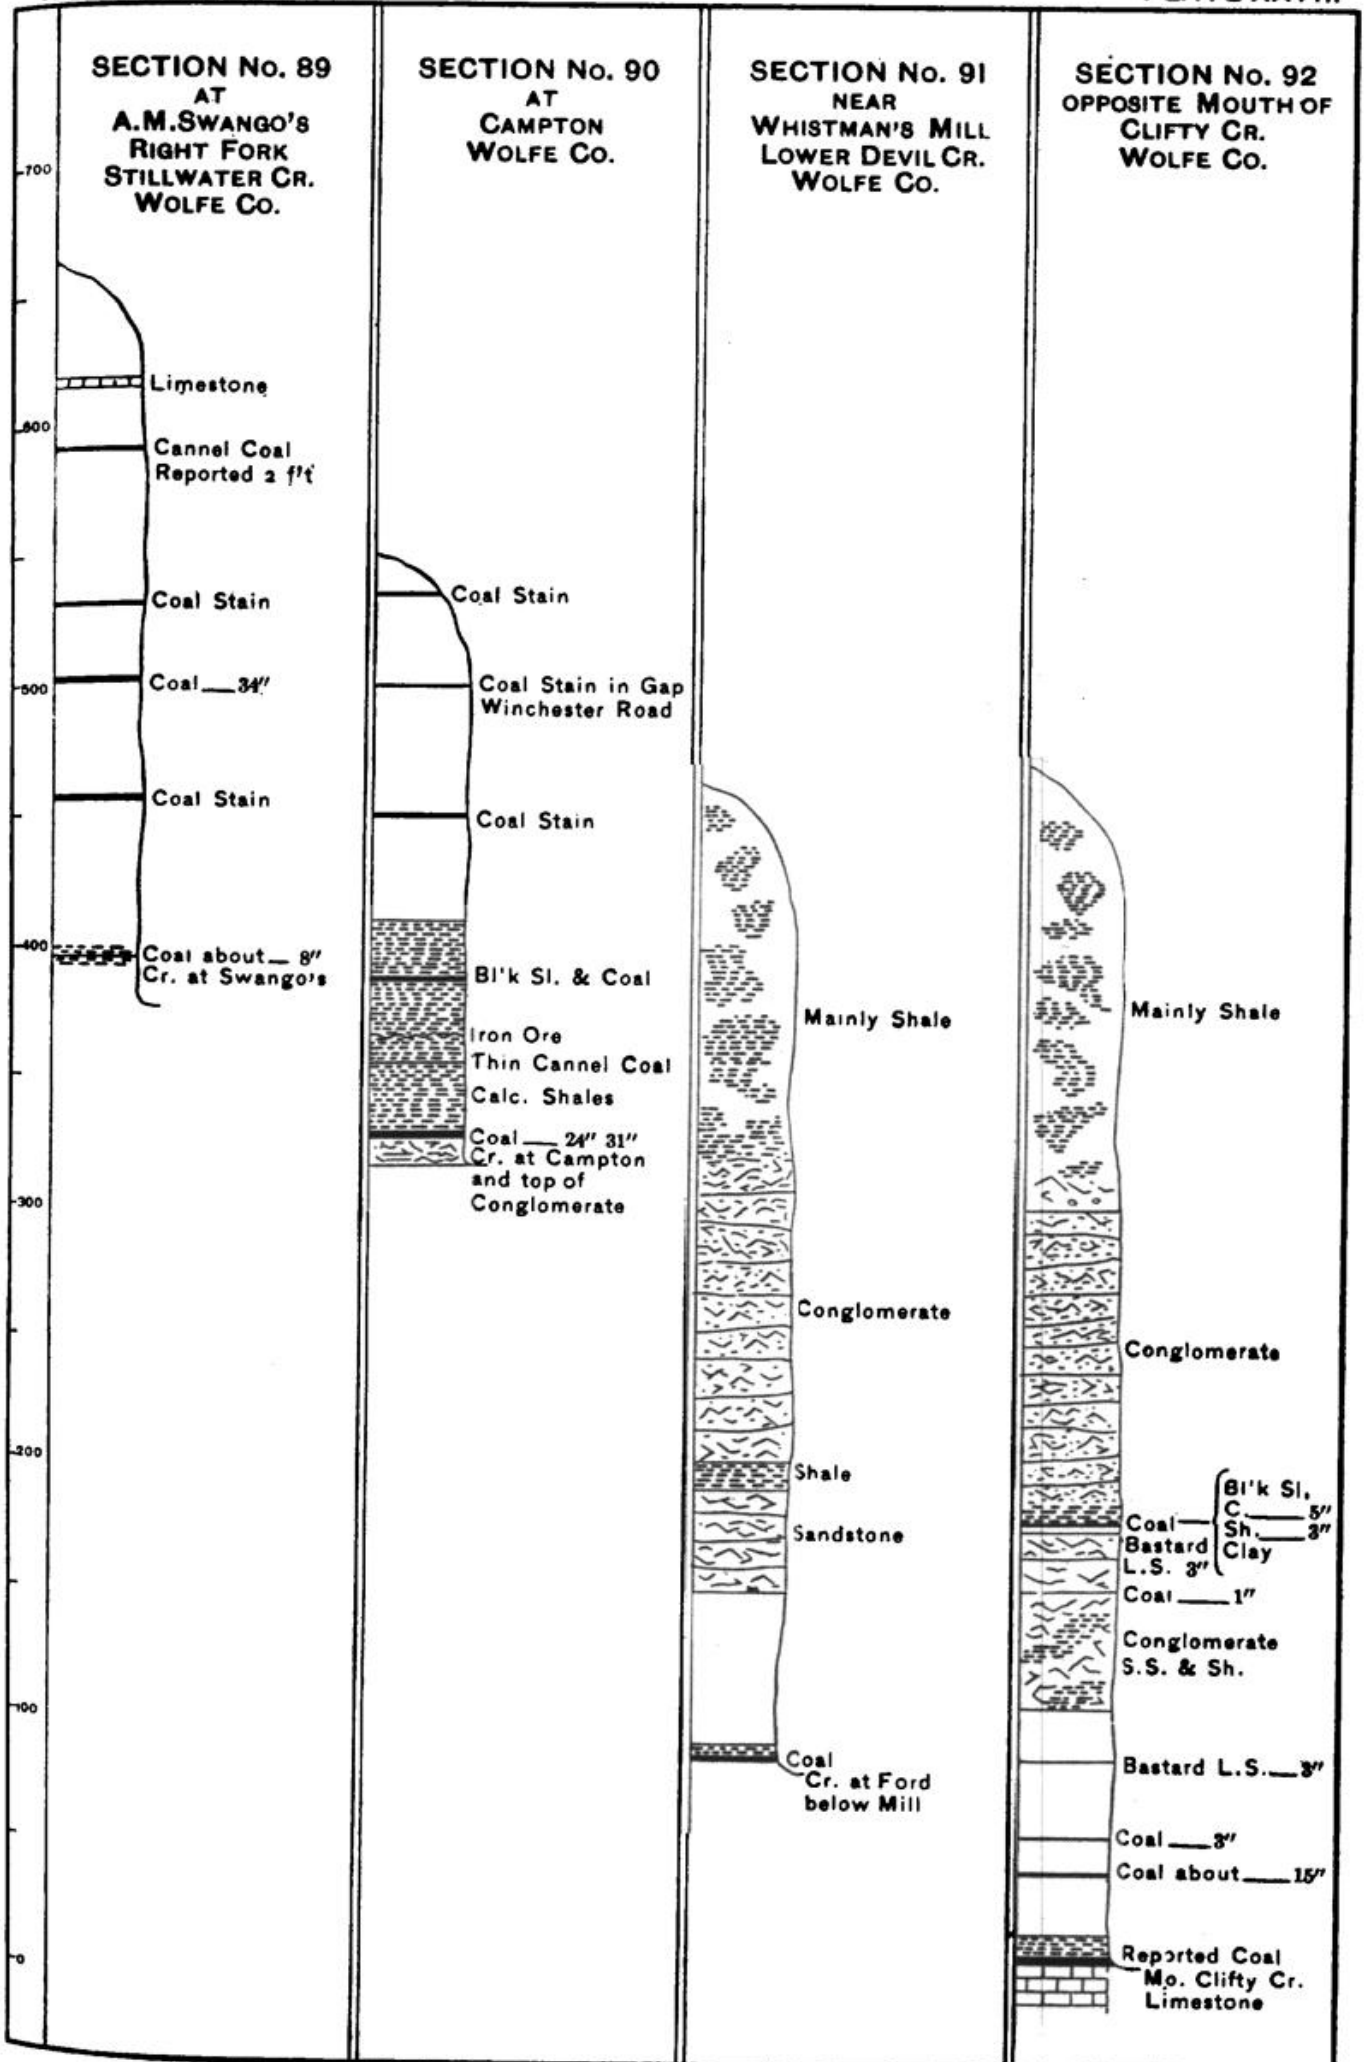 SECTION No. 89
AT
A.M.SWANGO'S
RIGHT FORK
STILLWATER CR.
WOLFE CO.
700
600
500
400
300
200
100
0
Limestone
Cannel Coal
Reported 2 f't
Coal Stain
Coal 34"
Coal Stain
Coal about 8"
Cr. at Swango's
SECTION No. 90
AT
CAMPTON
WOLFE CO.
Coal Stain
Coal Stain in Gap
Winchester Road
Coal Stain
Bl'k Sl. & Coal
Iron Ore
Thin Cannel Coal
Calc. Shales
Coal 24" 31"
Cr. at Campton
and top of
Conglomerate
SECTION No. 91
NEAR
WHISTMAN'S MILL
LOWER DEVIL CR.
WOLFE CO.
Mainly Shale
Conglomerate
Shale
Sandstone
Coal
Cr. at Ford
below Mill
SECTION No. 92
OPPOSITE MOUTH OF
CLIFTY CR.
WOLFE CO.
Mainly Shale
Conglomerate
Coal
Bl'k Sl.
C. 5"
Sh. 3"
Clay
Bastard
L.S. 3"
Coal 1"
Conglomerate
S.S. & Sh.
Bastard L.S. 3"
Coal 3"
Coal about 15"
Reported Coal
Mo. Clifty Cr.
Limestone